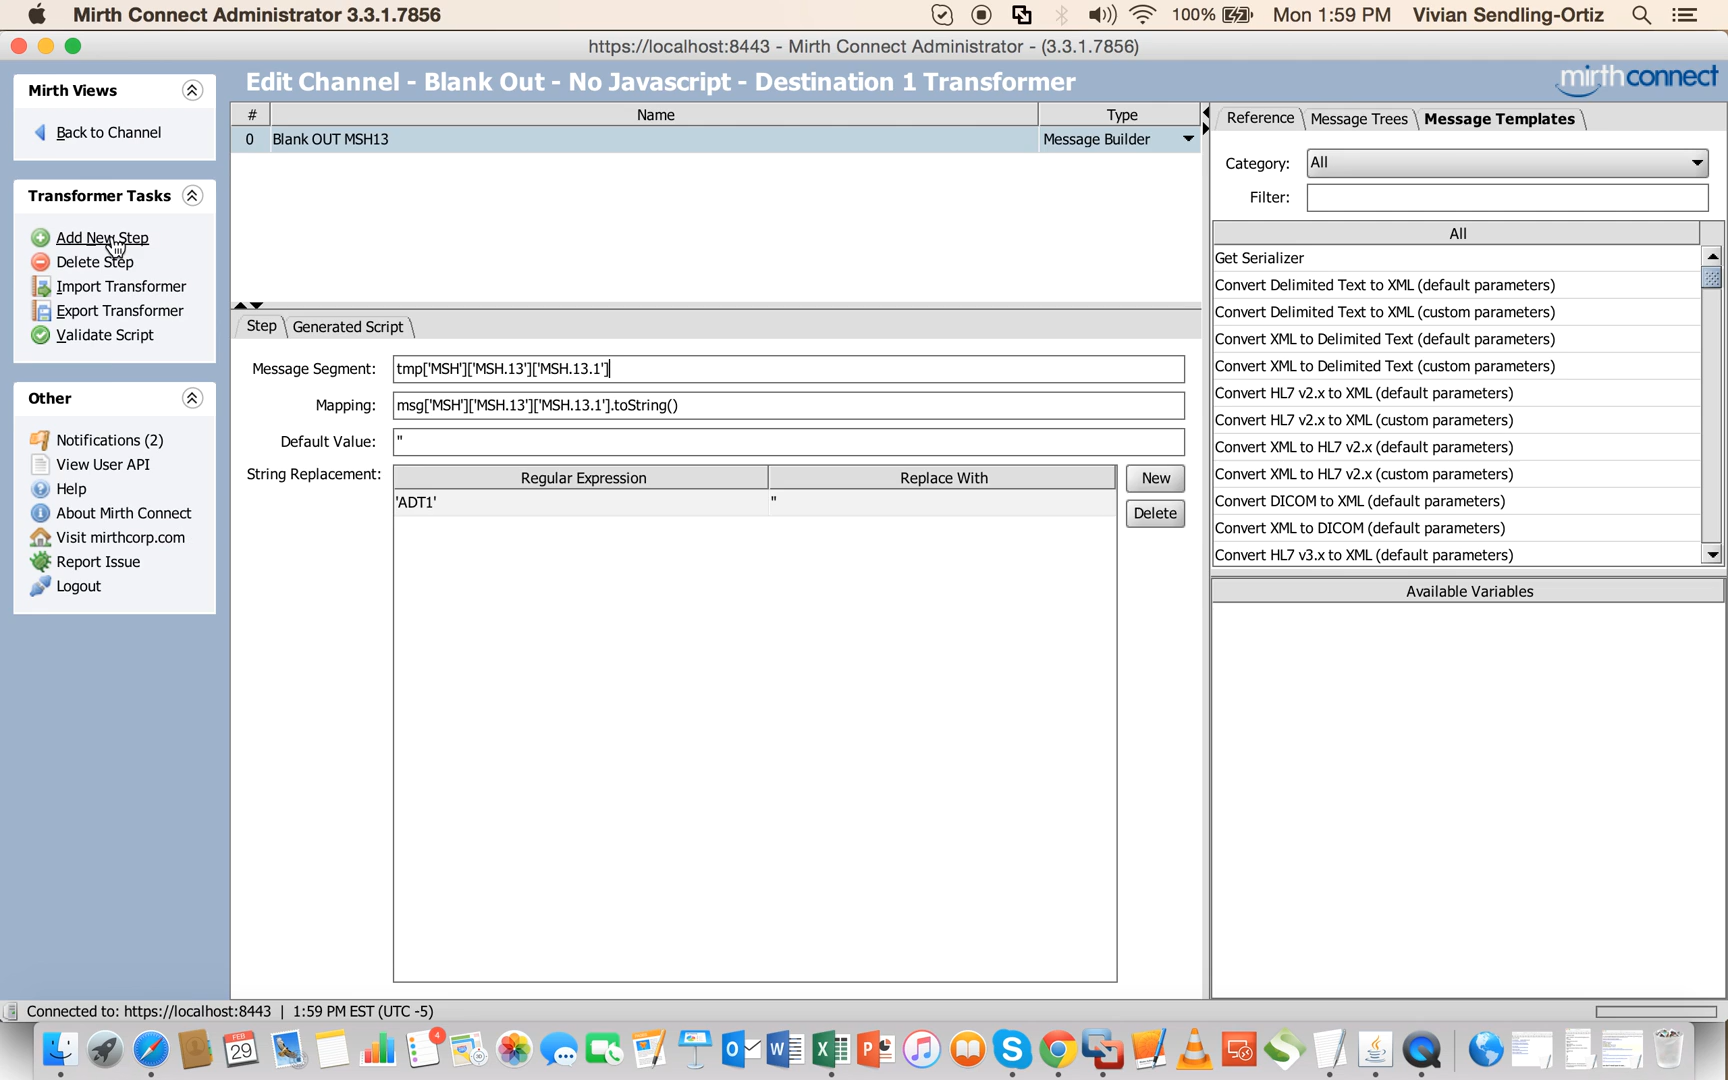 Mirth Connect Administrator 3.3.1.7856
100%
Mon 1:59 PM
Vivian Sendling-Ortiz
https://localhost:8443 - Mirth Connect Administrator - (3.3.1.7856)
Mirth Views
Back to Channel
Transformer Tasks
Add New Step
Delete Step
Import Transformer
Export Transformer
Validate Script
Other
Notifications (2)
View User API
Help
About Mirth Connect
Visit mirthcorp.com
Report Issue
Logout
Edit Channel - Blank Out - No Javascript - Destination 1 Transformer
mirthconnect
# Name Type
0 Blank OUT MSH13 Message Builder
Step Generated Script
Message Segment: tmp['MSH']['MSH.13']['MSH.13.1']
Mapping: msg['MSH']['MSH.13']['MSH.13.1'].toString()
Default Value: ''
String Replacement: Regular Expression Replace With New
'ADT1' ''
Delete
Reference Message Trees Message Templates
Category: All
Filter:
All
Get Serializer
Convert Delimited Text to XML (default parameters)
Convert Delimited Text to XML (custom parameters)
Convert XML to Delimited Text (default parameters)
Convert XML to Delimited Text (custom parameters)
Convert HL7 v2.x to XML (default parameters)
Convert HL7 v2.x to XML (custom parameters)
Convert XML to HL7 v2.x (default parameters)
Convert XML to HL7 v2.x (custom parameters)
Convert DICOM to XML (default parameters)
Convert XML to DICOM (default parameters)
Convert HL7 v3.x to XML (default parameters)
Available Variables
Connected to: https://localhost:8443 | 1:59 PM EST (UTC -5)
FEB
29
4